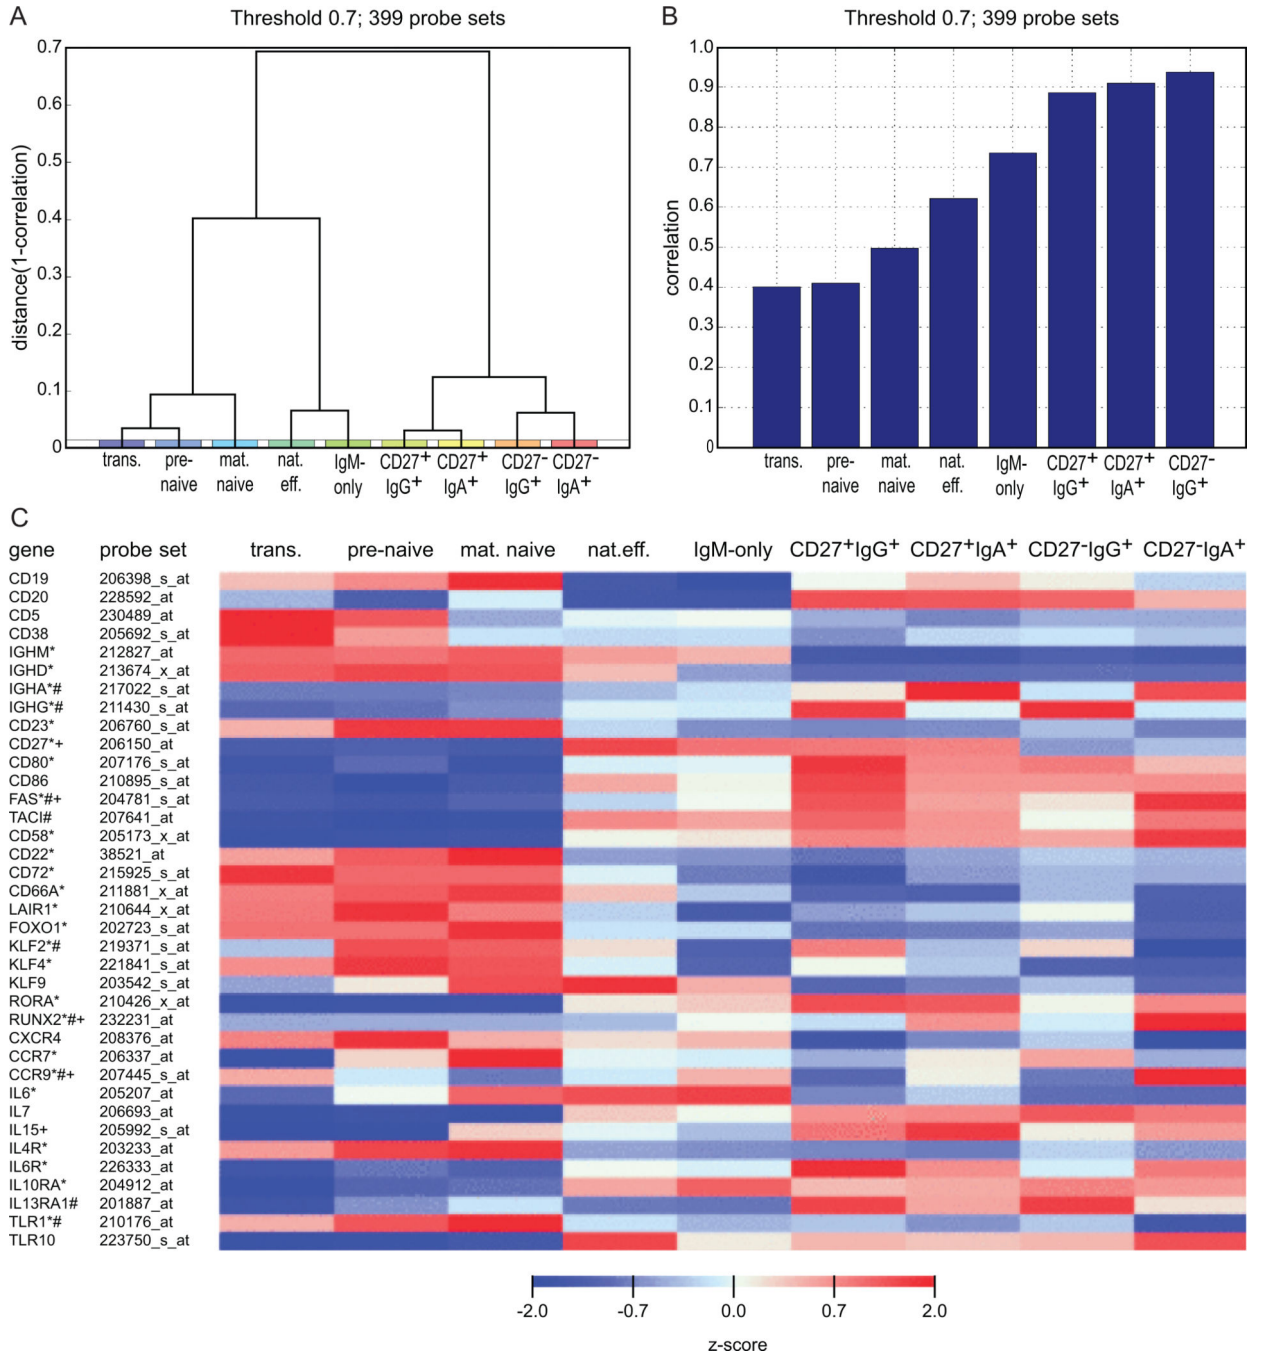 A
Threshold 0.7; 399 probe sets
distance(1-correlation)
0.7
0.6
0.5
0.4
0.3
0.2
0.1
0
trans. pre- mat. nat. IgM- CD27+ CD27+ CD27- CD27-
naive naive eff. only IgG+ IgA+ IgG+ IgA+
B
Threshold 0.7; 399 probe sets
correlation
1.0
0.9
0.8
0.7
0.6
0.5
0.4
0.3
0.2
0.1
0
trans. pre- mat. nat. IgM- CD27+ CD27+ CD27-
naive naive eff. only IgG+ IgA+ IgG+
C
gene probe set trans. pre-naive mat. naive nat.eff. IgM-only CD27+IgG+ CD27+IgA+ CD27-IgG+ CD27-IgA+
CD19 206398_s_at
CD20 228592_at
CD5 230489_at
CD38 205692_s_at
IGHM* 212827_at
IGHD* 213674_x_at
IGHA*# 217022_s_at
IGHG*# 211430_s_at
CD23* 206760_s_at
CD27*+ 206150_at
CD80* 207176_s_at
CD86 210895_s_at
FAS*#+ 204781_s_at
TACI# 207641_at
CD58* 205173_x_at
CD22* 38521_at
CD72* 215925_s_at
CD66A* 211881_x_at
LAIR1* 210644_x_at
FOXO1* 202723_s_at
KLF2*# 219371_s_at
KLF4* 221841_s_at
KLF9 203542_s_at
RORA* 210426_x_at
RUNX2*#+ 232231_at
CXCR4 208376_at
CCR7* 206337_at
CCR9*#+ 207445_s_at
IL6* 205207_at
IL7 206693_at
IL15+ 205992_s_at
IL4R* 203233_at
IL6R* 226333_at
IL10RA* 204912_at
IL13RA1# 201887_at
TLR1*# 210176_at
TLR10 223750_s_at
-2.0 -0.7 0.0 0.7 2.0
z-score